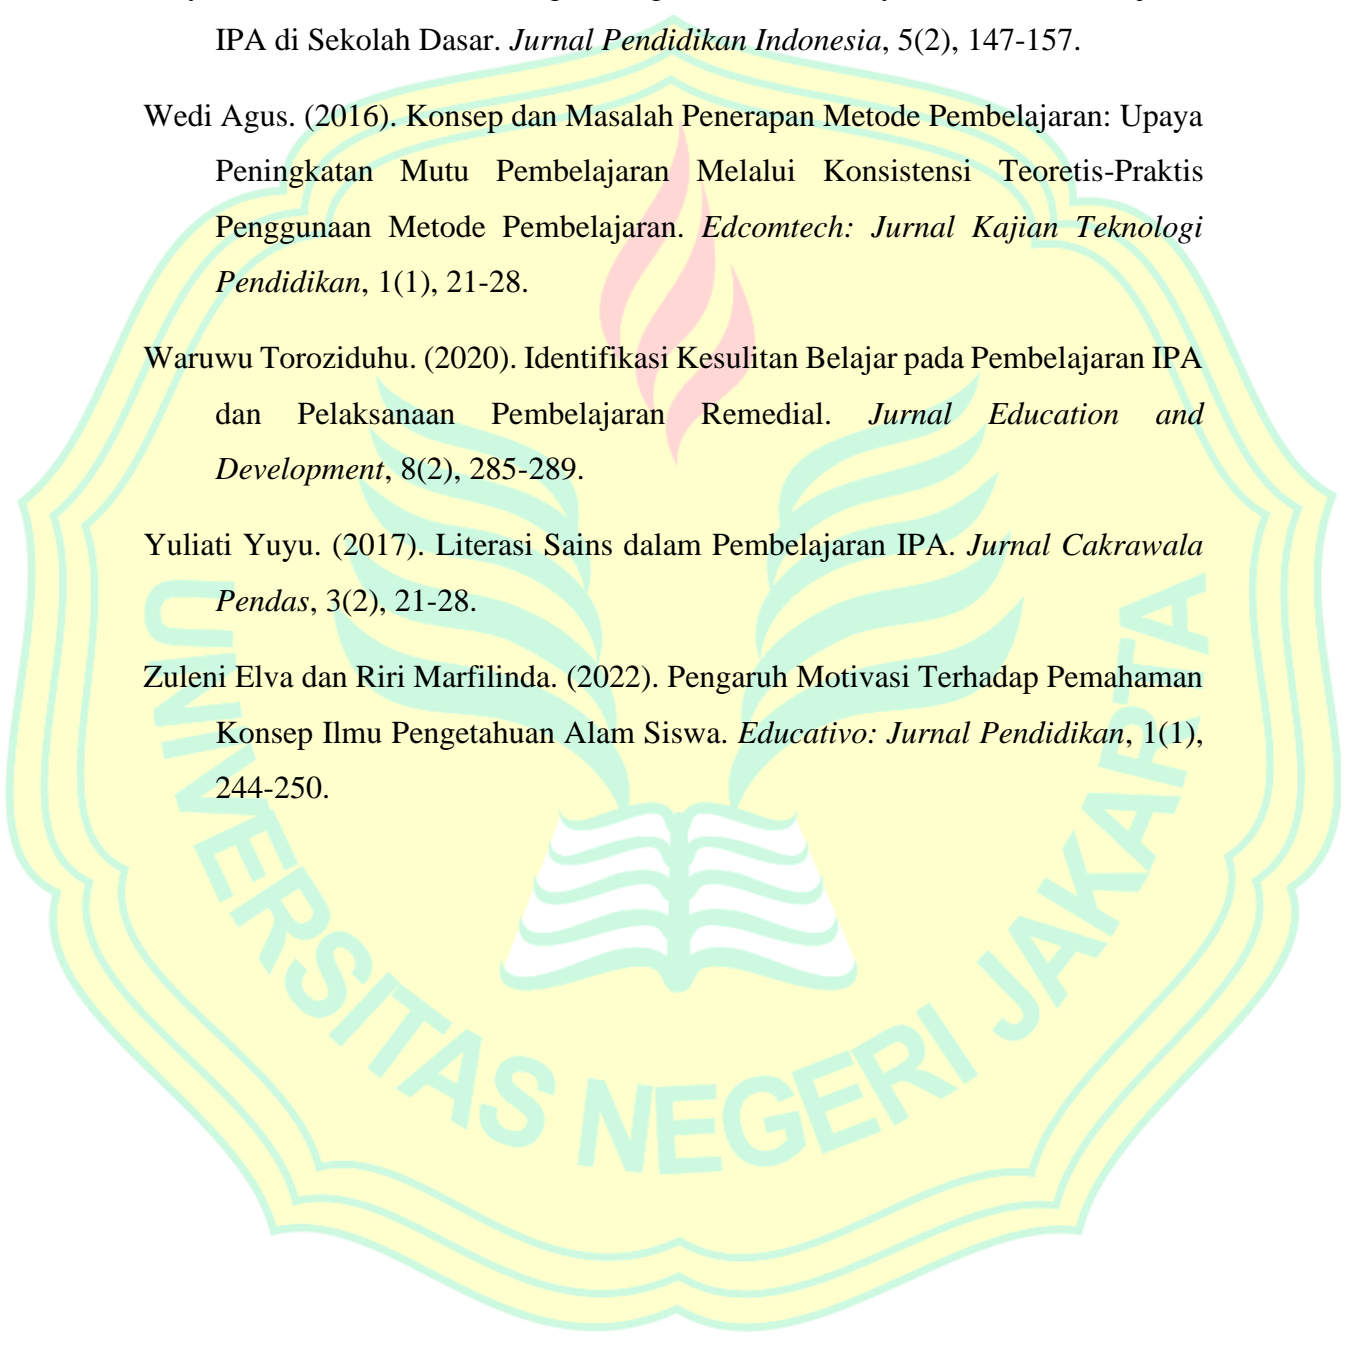 IPA di Sekolah Dasar. Jurnal Pendidikan Indonesia, 5(2), 147-157.
Wedi Agus. (2016). Konsep dan Masalah Penerapan Metode Pembelajaran: Upaya
Peningkatan Mutu Pembelajaran Melalui Konsistensi Teoretis-Praktis
Penggunaan Metode Pembelajaran. Edcomtech: Jurnal Kajian Teknologi
Pendidikan, 1(1), 21-28.
Waruwu Toroziduhu. (2020). Identifikasi Kesulitan Belajar pada Pembelajaran IPA
dan Pelaksanaan Pembelajaran Remedial. Jurnal Education and
Development, 8(2), 285-289.
Yuliati Yuyu. (2017). Literasi Sains dalam Pembelajaran IPA. Jurnal Cakrawala
Pendas, 3(2), 21-28.
Zuleni Elva dan Riri Marfilinda. (2022). Pengaruh Motivasi Terhadap Pemahaman
Konsep Ilmu Pengetahuan Alam Siswa. Educativo: Jurnal Pendidikan, 1(1),
244-250.
UNIVERSITAS NEGERI JAKARTA